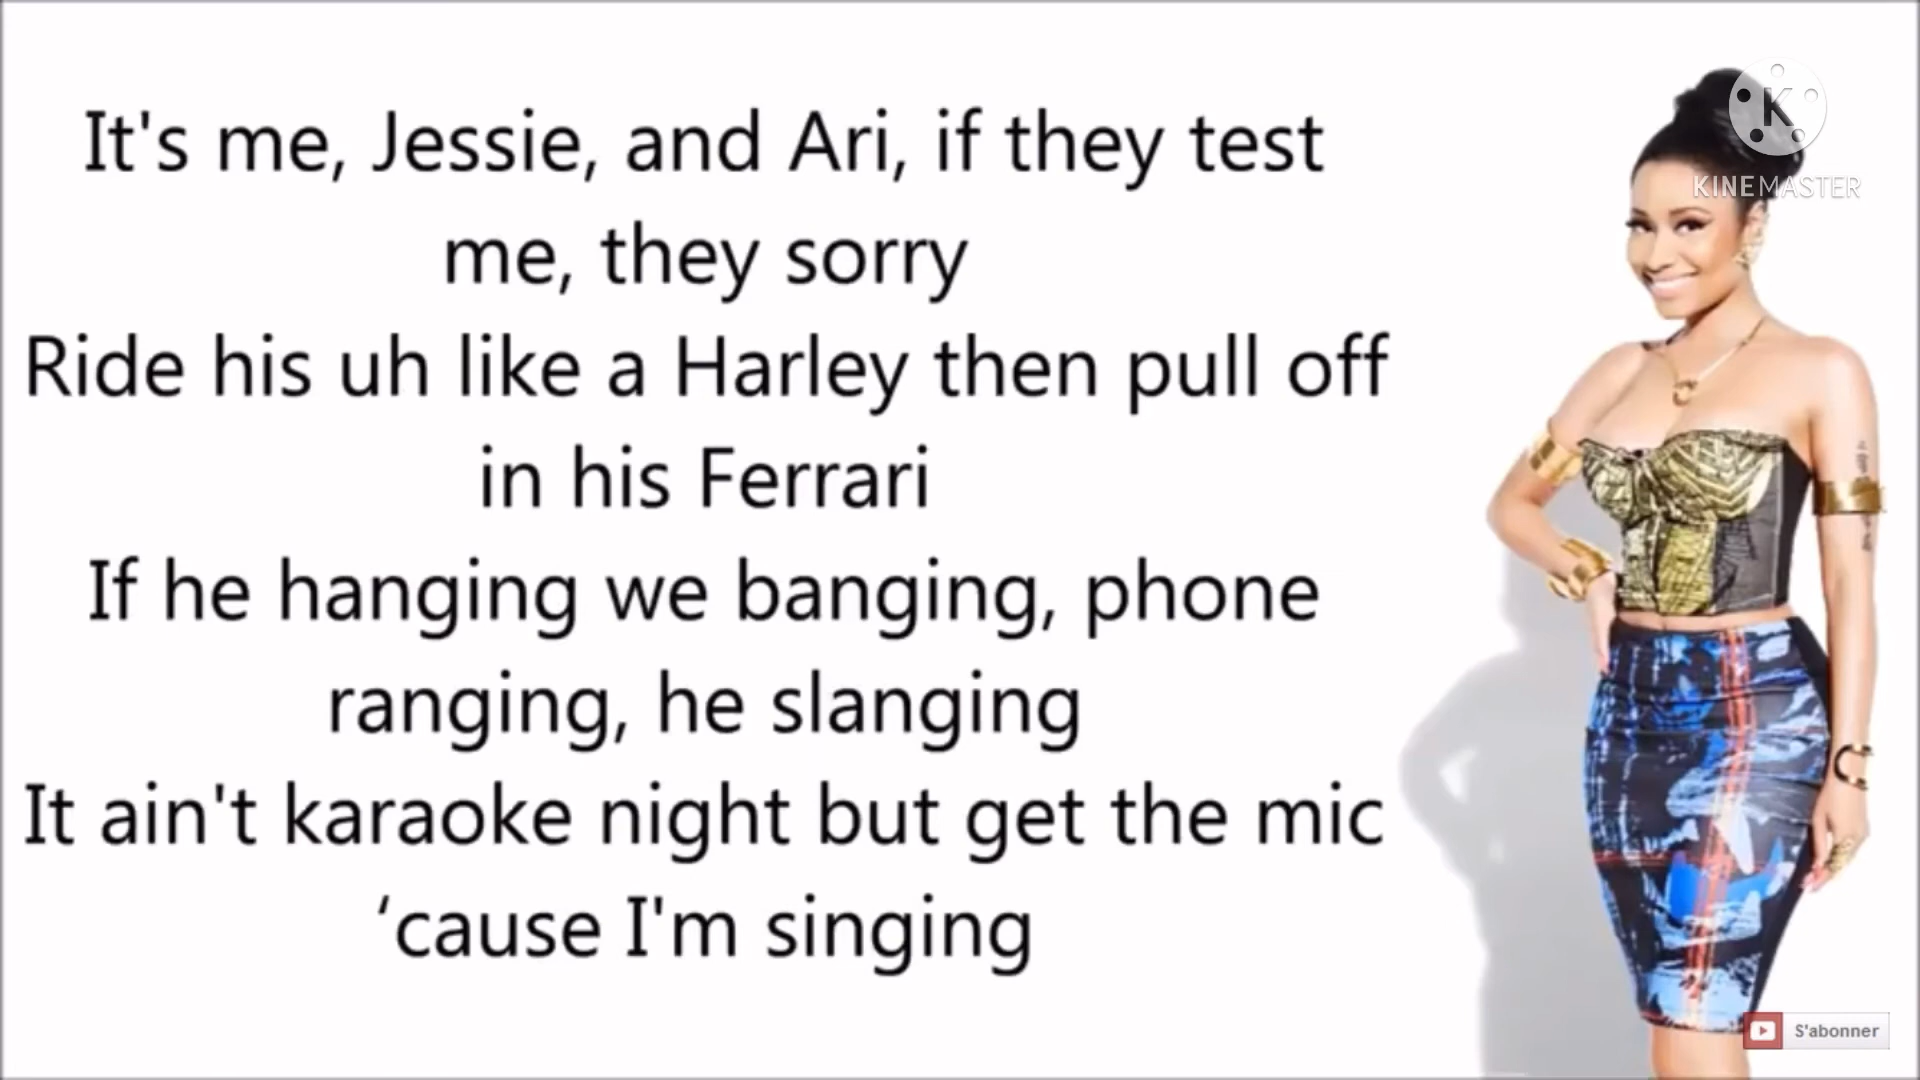 It's me, Jessie, and Ari, if they test
me, they sorry
Ride his uh like a Harley then pull off
in his Ferrari
If he hanging we banging, phone
ranging, he slanging
It ain't karaoke night but get the mic
‘cause I'm singing
K
KINEMASTER
S'abonner